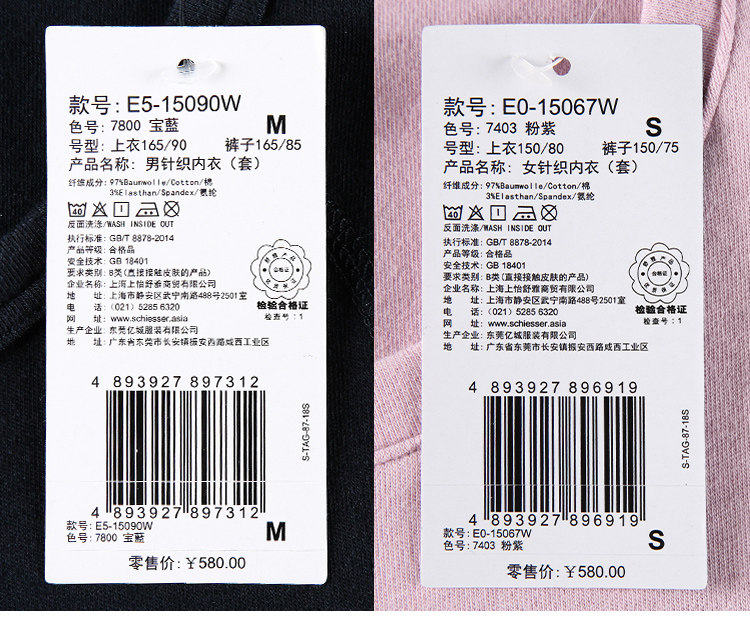 款号: E5-15090W
色号: 7800 宝藍
M
号型: 上衣165/90 裤子165/85
产品名称: 男针织内衣（套）
纤维成分: 97%Baumwolle/Cotton/棉
3%Elasthan/Spandex/氨纶
40
反面洗涤/WASH INSIDE OUT
执行标准: GB/T 8878-2014
产品等级: 合格品
安全技术: GB 18401
要求类别: B类(直接接触皮肤的产品)
企业名称: 上海上怡舒雅商贸有限公司
地 址: 上海市静安区武宁南路488号2501室
电 话: （021）5285 6320
网 址: www.schiesser.asia
生产企业: 东莞亿城服装有限公司
地 址: 广东省东莞市长安镇振安西路咸西工业区
合格证
检验合格证
检查号: 1
4 893927 897312
4 893927 897312
S-TAG-87-18S
款号: E5-15090W
色号: 7800 宝藍
M
零售价: ￥580.00
款号: E0-15067W
色号: 7403 粉紫
S
号型: 上衣150/80 裤子150/75
产品名称: 女针织内衣（套）
纤维成分: 97%Baumwolle/Cotton/棉
3%Elasthan/Spandex/氨纶
40
反面洗涤/WASH INSIDE OUT
执行标准: GB/T 8878-2014
产品等级: 合格品
安全技术: GB 18401
要求类别: B类(直接接触皮肤的产品)
企业名称: 上海上怡舒雅商贸有限公司
地 址: 上海市静安区武宁南路488号2501室
电 话: （021）5285 6320
网 址: www.schiesser.asia
生产企业: 东莞亿城服装有限公司
地 址: 广东省东莞市长安镇振安西路咸西工业区
合格证
检验合格证
检查号: 1
4 893927 896919
4 893927 896919
S-TAG-87-18S
款号: E0-15067W
色号: 7403 粉紫
S
零售价: ￥580.00